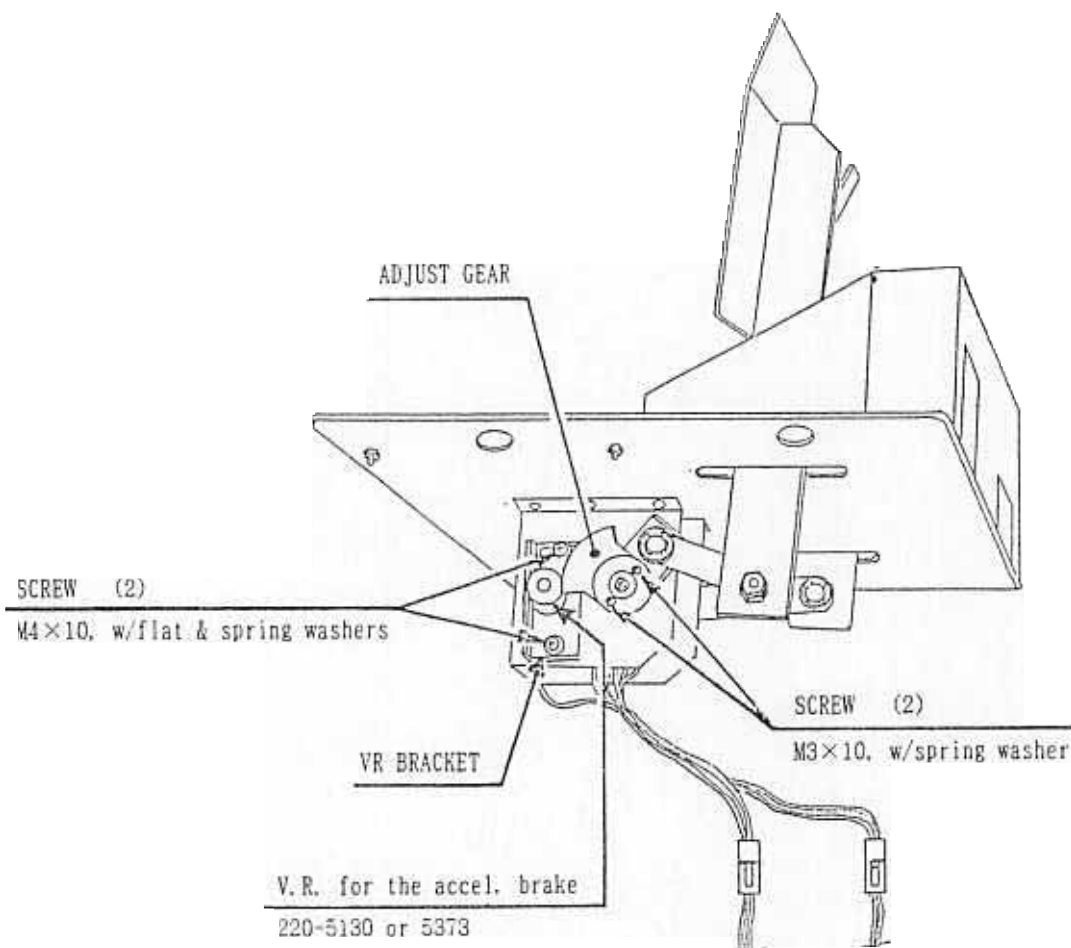 ADJUST GEAR
SCREW (2)
M4×10, w/flat & spring washers
SCREW (2)
M3×10, w/spring washer
VR BRACKET
V.R. for the accel. brake
220-5130 or 5373